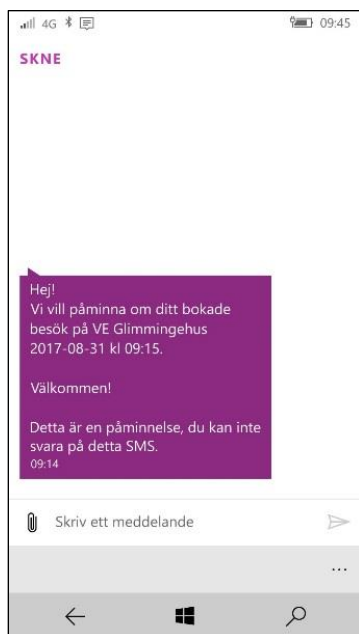 4G 09:45
SKNE
Hej!
Vi vill påminna om ditt bokade
besök på VE Glimmingehus
2017-08-31 kl 09:15.
Välkommen!
Detta är en påminnelse, du kan inte
svara på detta SMS.
09:14
Skriv ett meddelande
...